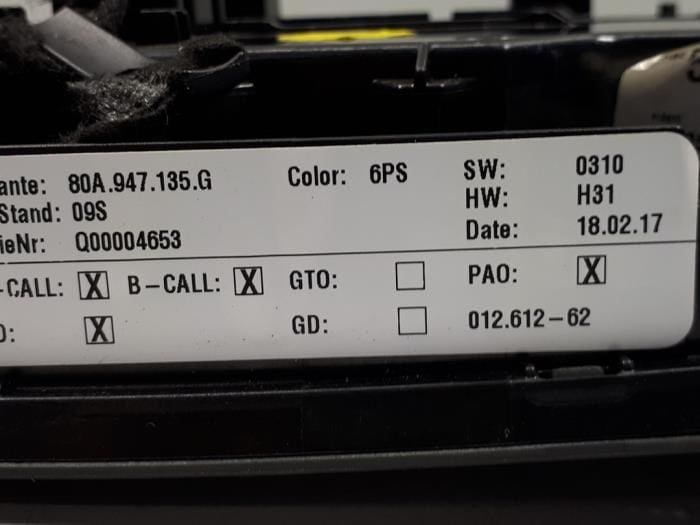 ante: 80A.947.135.G Color: 6PS SW: 0310
Stand: 09S HW: H31
ieNr: Q00004653 Date: 18.02.17
-CALL: X B-CALL: X GTO: PAO: X
D: X GD: 012.612-62